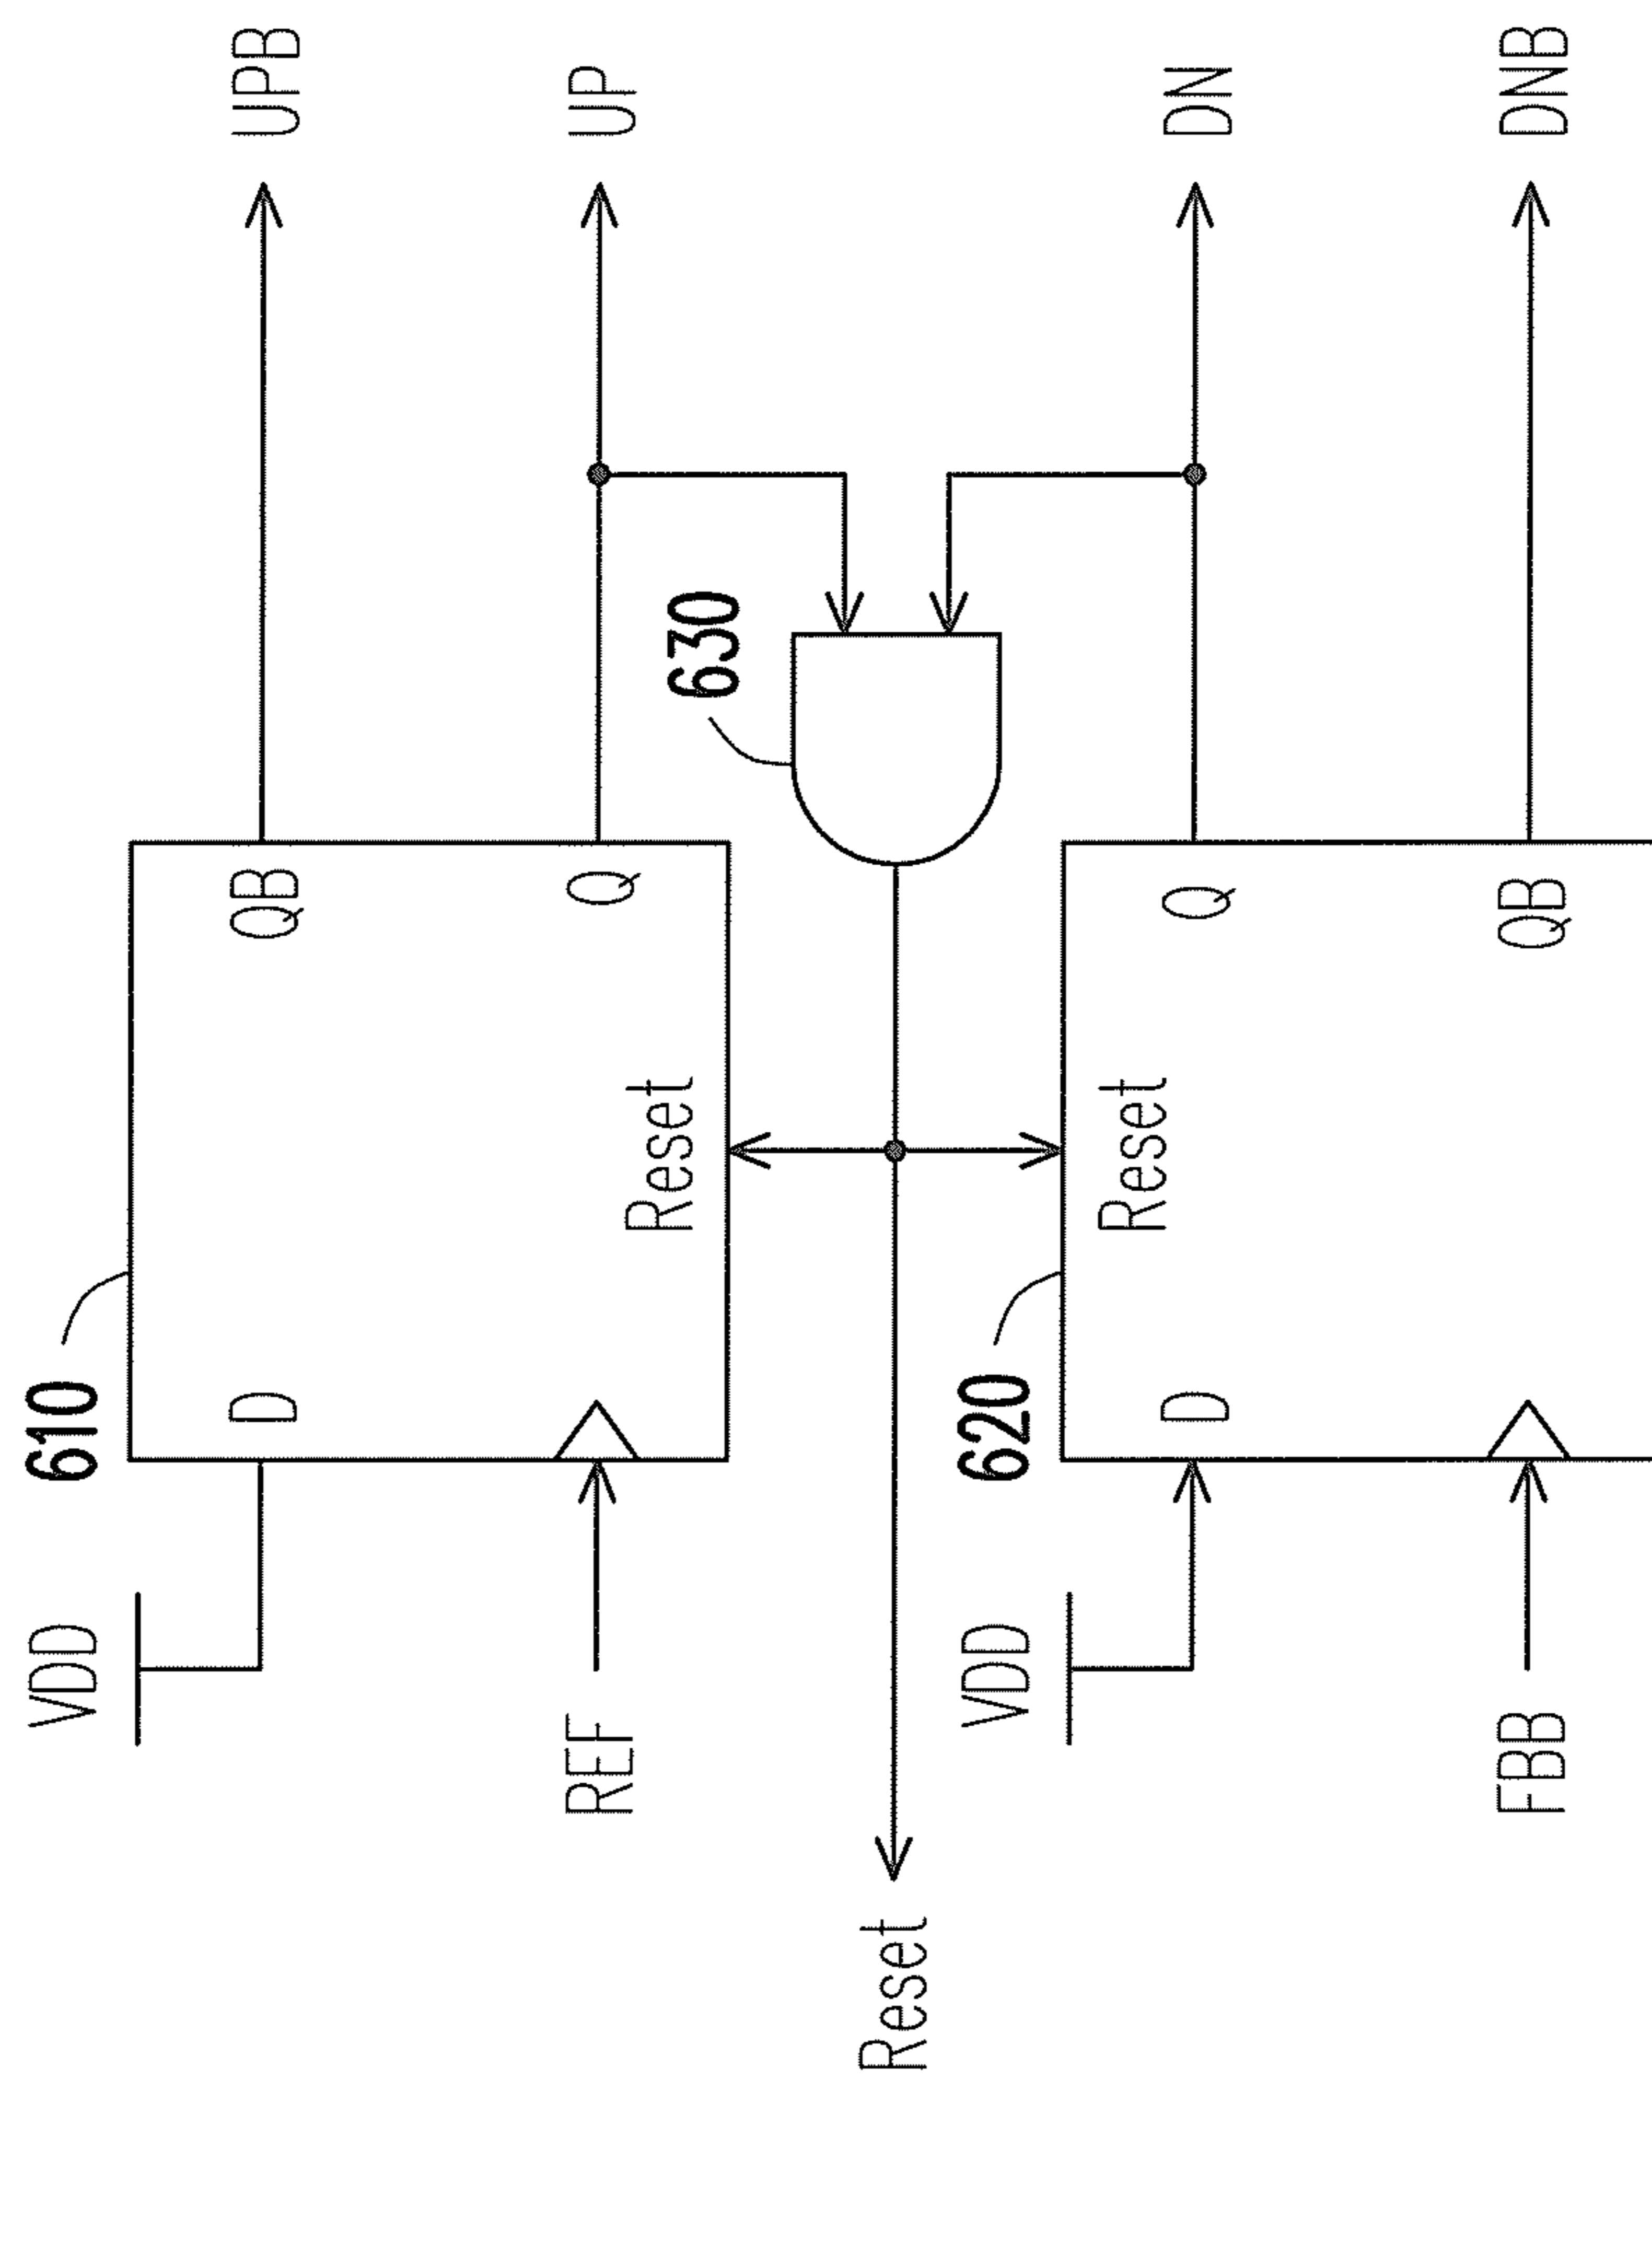 610
VDD
D
QB
UPB
REF
Q
UP
Reset
630
Reset
620
VDD
D
Reset
Q
DN
FBB
QB
DNB